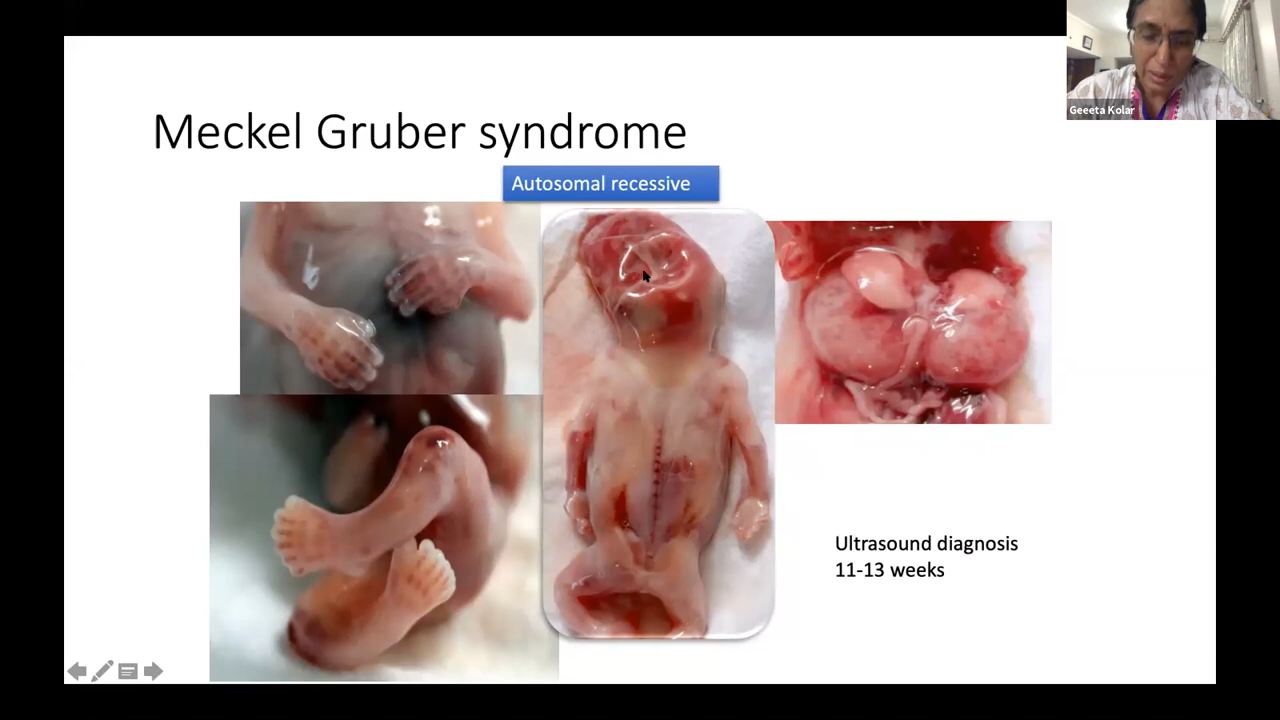 Geeeta Kolar
Meckel Gruber syndrome
Autosomal recessive
Ultrasound diagnosis
11-13 weeks